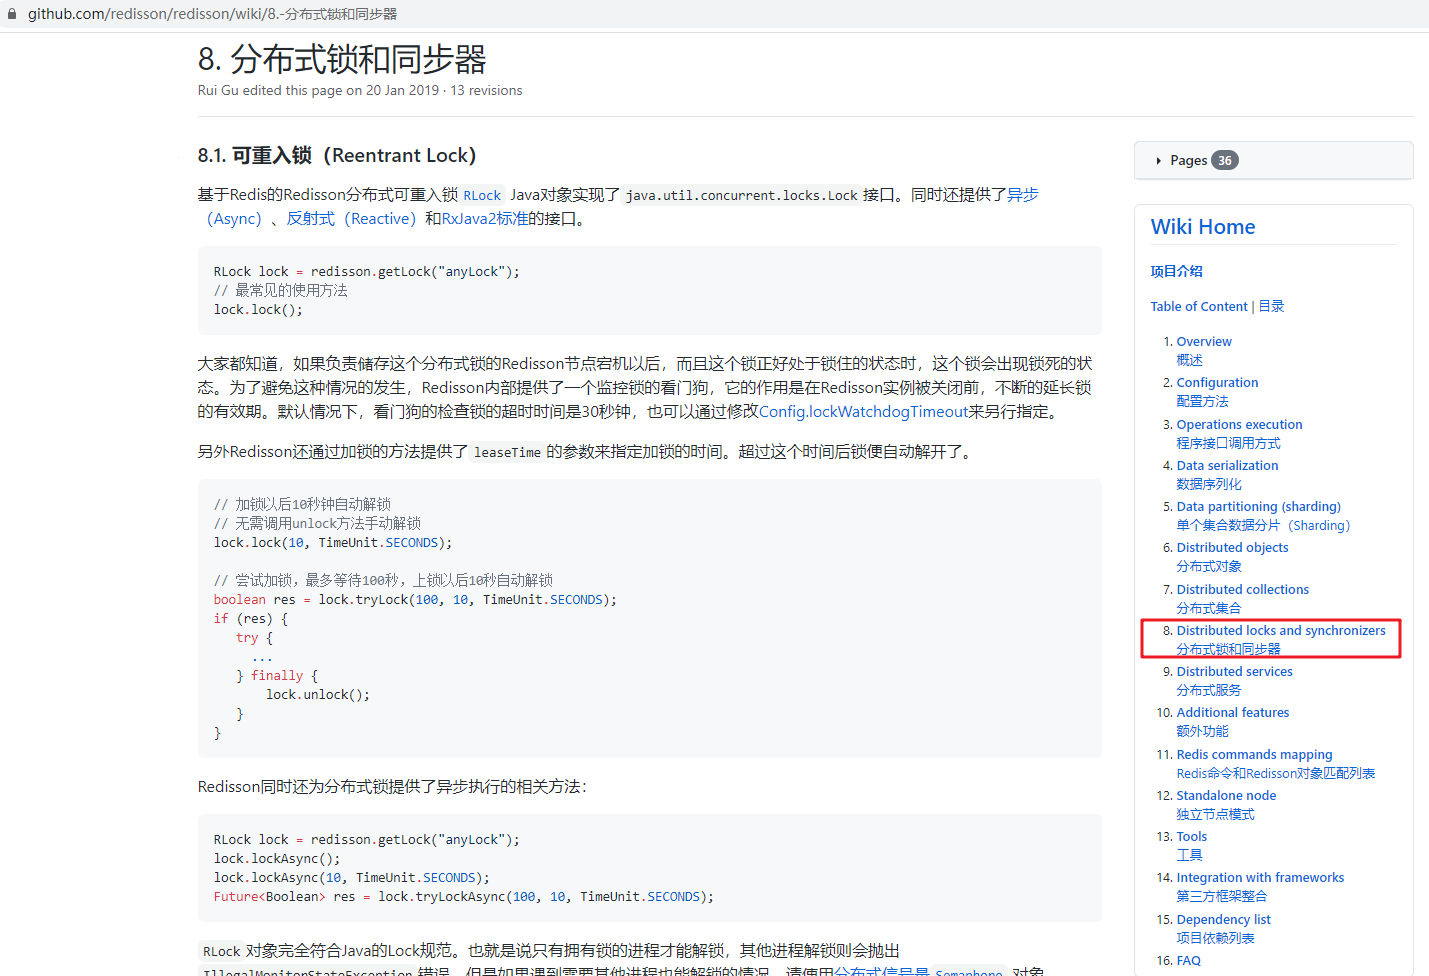 github.com/redisson/redisson/wiki/8.-分布式锁和同步器
8. 分布式锁和同步器
Rui Gu edited this page on 20 Jan 2019 · 13 revisions
8.1. 可重入锁（Reentrant Lock）
基于Redis的Redisson分布式可重入锁 RLock Java对象实现了 java.util.concurrent.locks.Lock 接口。同时还提供了异步
（Async）、反射式（Reactive）和RxJava2标准的接口。
RLock lock = redisson.getLock("anyLock");
// 最常见的使用方法
lock.lock();
大家都知道，如果负责储存这个分布式锁的Redisson节点宕机以后，而且这个锁正好处于锁住的状态时，这个锁会出现锁死的状
态。为了避免这种情况的发生，Redisson内部提供了一个监控锁的看门狗，它的作用是在Redisson实例被关闭前，不断的延长锁
的有效期。默认情况下，看门狗的检查锁的超时时间是30秒钟，也可以通过修改Config.lockWatchdogTimeout来另行指定。
另外Redisson还通过加锁的方法提供了 leaseTime 的参数来指定加锁的时间。超过这个时间后锁便自动解开了。
// 加锁以后10秒钟自动解锁
// 无需调用unlock方法手动解锁
lock.lock(10, TimeUnit.SECONDS);
// 尝试加锁，最多等待100秒，上锁以后10秒自动解锁
boolean res = lock.tryLock(100, 10, TimeUnit.SECONDS);
if (res) {
try {
...
} finally {
lock.unlock();
}
}
Redisson同时还为分布式锁提供了异步执行的相关方法：
RLock lock = redisson.getLock("anyLock");
lock.lockAsync();
lock.lockAsync(10, TimeUnit.SECONDS);
Future<Boolean> res = lock.tryLockAsync(100, 10, TimeUnit.SECONDS);
RLock 对象完全符合Java的Lock规范。也就是说只有拥有锁的进程才能解锁，其他进程解锁则会抛出
IllegalMonitorStateException 错误。但是如果遇到需要其他进程也能解锁的情况，请使用分布式信号量 Semaphore 对象
Pages 36
Wiki Home
项目介绍
Table of Content | 目录
1. Overview
概述
2. Configuration
配置方法
3. Operations execution
程序接口调用方式
4. Data serialization
数据序列化
5. Data partitioning (sharding)
单个集合数据分片（Sharding）
6. Distributed objects
分布式对象
7. Distributed collections
分布式集合
8. Distributed locks and synchronizers
分布式锁和同步器
9. Distributed services
分布式服务
10. Additional features
额外功能
11. Redis commands mapping
Redis命令和Redisson对象匹配列表
12. Standalone node
独立节点模式
13. Tools
工具
14. Integration with frameworks
第三方框架整合
15. Dependency list
项目依赖列表
16. FAQ